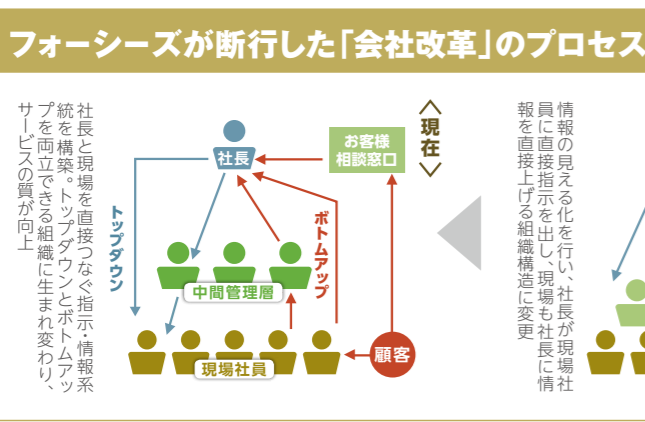 フォーシーズが断行した「会社改革」のプロセス
情報の見える化を行い、社長が現場社
員に直接指示を出し、現場も社長に情
報を直接上げる組織構造に変更
〈現在〉
お客様
相談窓口
社長
トップダウン
ボトムアップ
中間管理層
現場社員
顧客
社長と現場を直接つなぐ指示・情報系
統を構築。トップダウンとボトムアッ
プを両立できる組織に生まれ変わり、
サービスの質が向上